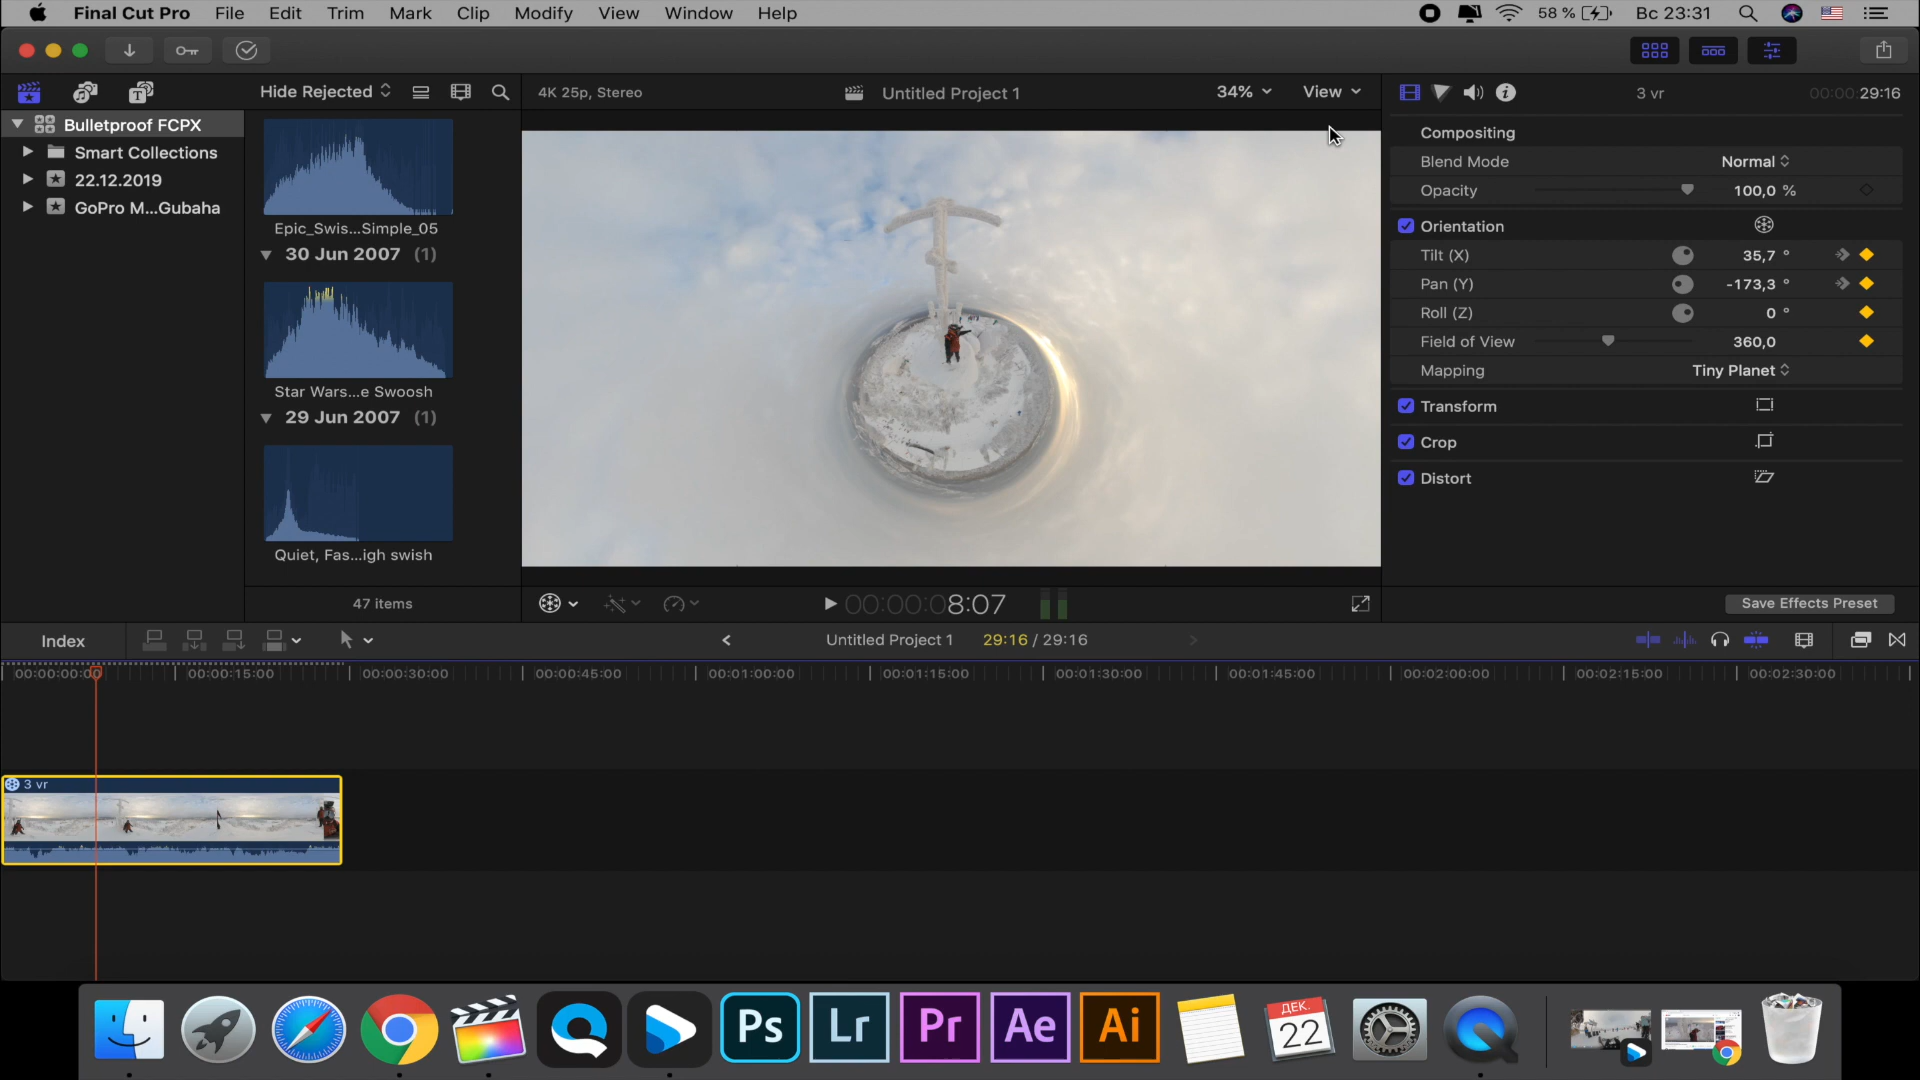 Final Cut Pro File Edit Trim Mark Clip Modify View Window Help 58 % Вс 23:31
Hide Rejected 4K 25p, Stereo Untitled Project 1 34% View 3 vr 00:00:29:16
Bulletproof FCPX
Smart Collections
22.12.2019
GoPro M...Gubaha
Epic_Swis...Simple_05
30 Jun 2007 (1)
Star Wars...e Swoosh
29 Jun 2007 (1)
Quiet, Fas...igh swish
47 items
00:00:08:07
Compositing
Blend Mode Normal
Opacity 100,0 %
Orientation
Tilt (X) 35,7 °
Pan (Y) -173,3 °
Roll (Z) 0 °
Field of View 360,0
Mapping Tiny Planet
Transform
Crop
Distort
Save Effects Preset
Index Untitled Project 1 29:16 / 29:16
00:00:00:00 00:00:15:00 00:00:30:00 00:00:45:00 00:01:00:00 00:01:15:00 00:01:30:00 00:01:45:00 00:02:00:00 00:02:15:00 00:02:30:00
3 vr
Ps Lr Pr Ae Ai ДЕК. 22